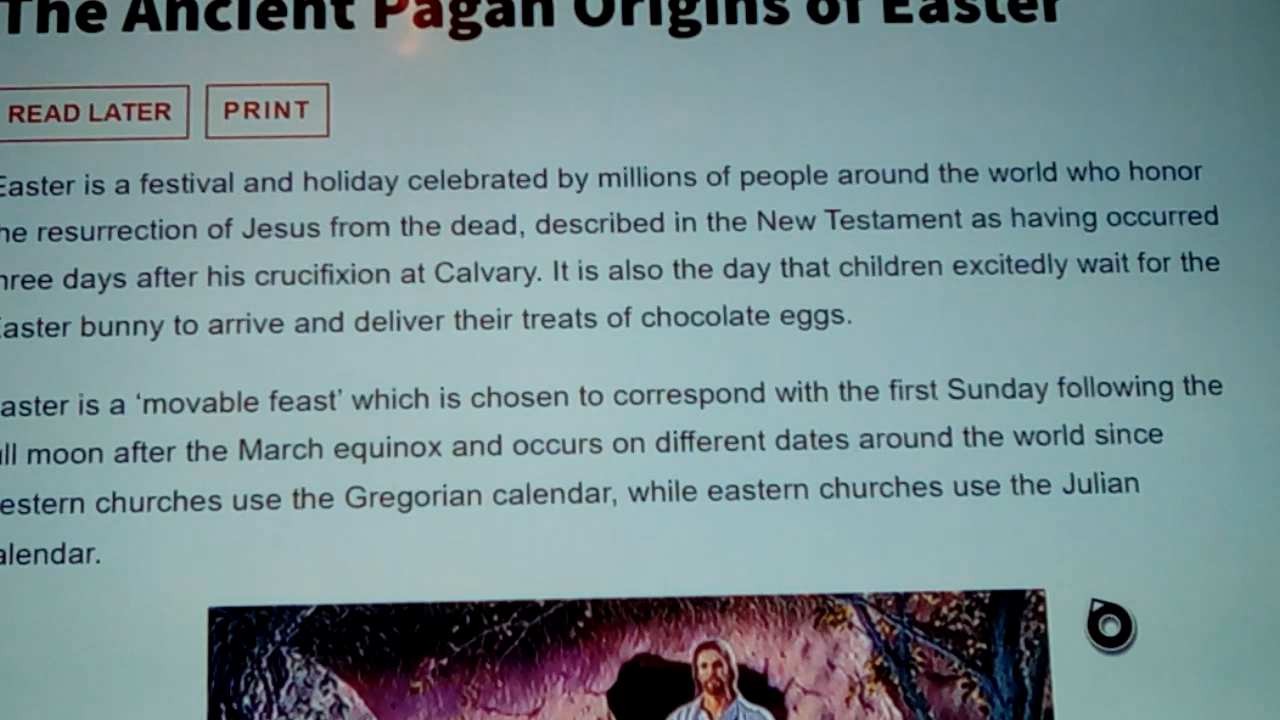 The Ancient Pagan Origins of Easter
READ LATER PRINT
Easter is a festival and holiday celebrated by millions of people around the world who honor
he resurrection of Jesus from the dead, described in the New Testament as having occurred
hree days after his crucifixion at Calvary. It is also the day that children excitedly wait for the
Easter bunny to arrive and deliver their treats of chocolate eggs.
aster is a ‘movable feast’ which is chosen to correspond with the first Sunday following the
ll moon after the March equinox and occurs on different dates around the world since
estern churches use the Gregorian calendar, while eastern churches use the Julian
alendar.